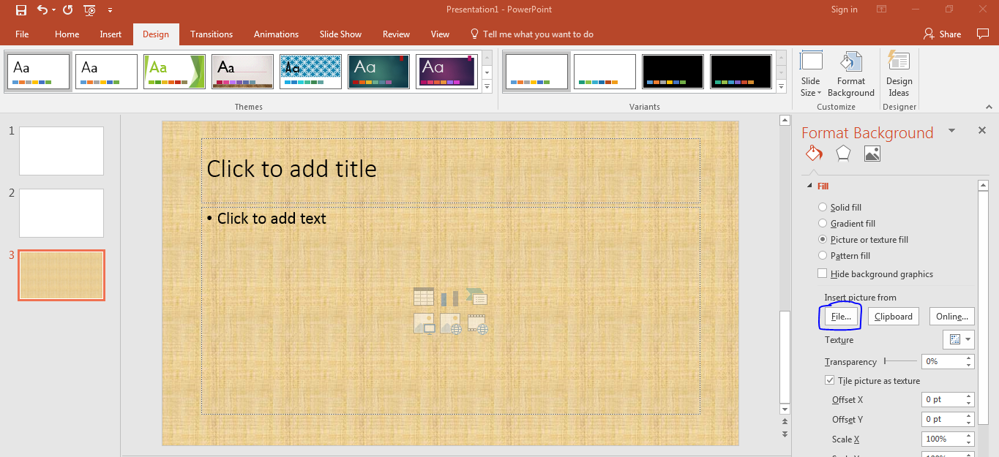 Presentation1 - PowerPoint
Sign in
File
Home
Insert
Design
Transitions
Animations
Slide Show
Review
View
Tell me what you want to do
Share
Aa
Aa
Aa
Aa
Aa
Aa
Aa
Themes
Variants
Slide
Size
Format
Background
Customize
Design
Ideas
Designer
1
2
3
Click to add title
• Click to add text
Format Background
Fill
Solid fill
Gradient fill
Picture or texture fill
Pattern fill
Hide background graphics
Insert picture from
File...
Clipboard
Online...
Texture
Transparency
0%
Tile picture as texture
Offset X
0 pt
Offset Y
0 pt
Scale X
100%